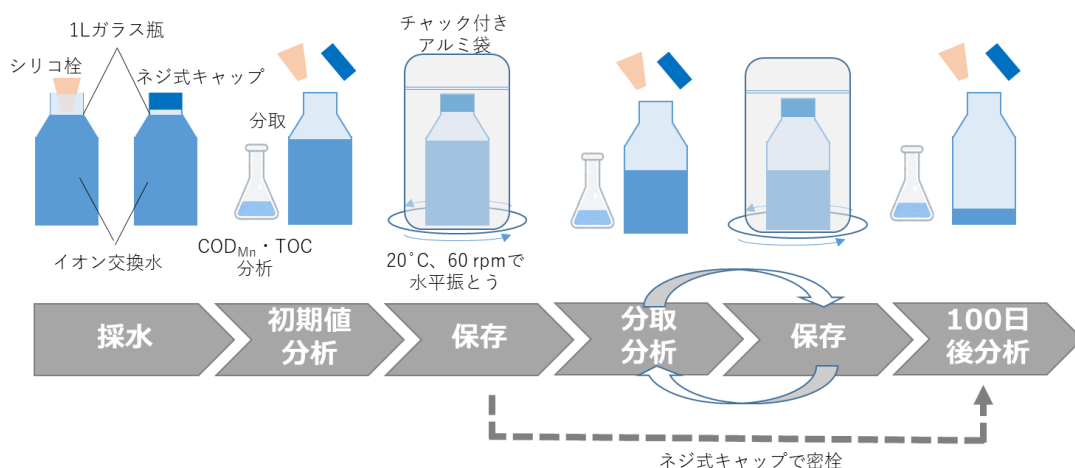 1Lガラス瓶
シリコ栓
ネジ式キャップ
イオン交換水
分取
COD_Mn・TOC
分析
チャック付き
アルミ袋
20˚C、60 rpmで
水平振とう
採水
初期値
分析
保存
分取
分析
保存
100日
後分析
ネジ式キャップで密栓